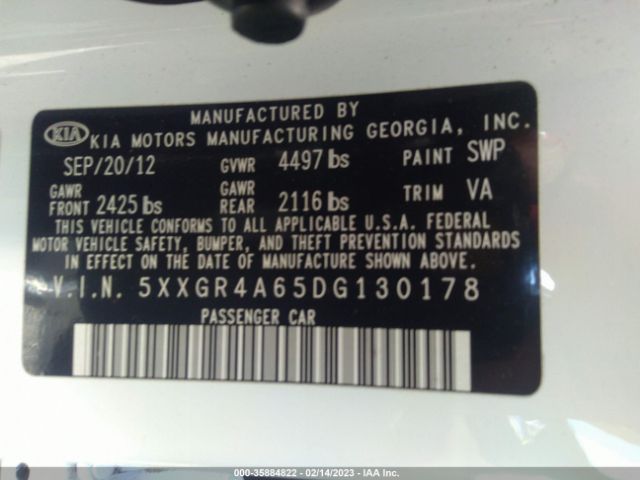 MANUFACTURED BY
KIA KIA MOTORS MANUFACTURING GEORGIA, INC.
SEP/20/12 GVWR 4497 lbs PAINT SWP
GAWR FRONT 2425 lbs GAWR REAR 2116 lbs TRIM VA
THIS VEHICLE CONFORMS TO ALL APPLICABLE U.S.A. FEDERAL
MOTOR VEHICLE SAFETY, BUMPER, AND THEFT PREVENTION STANDARDS
IN EFFECT ON THE DATE OF MANUFACTURE SHOWN ABOVE.
V.I.N. 5XXGR4A65DG130178
PASSENGER CAR
000-35884822 - 02/14/2023 - IAA Inc.